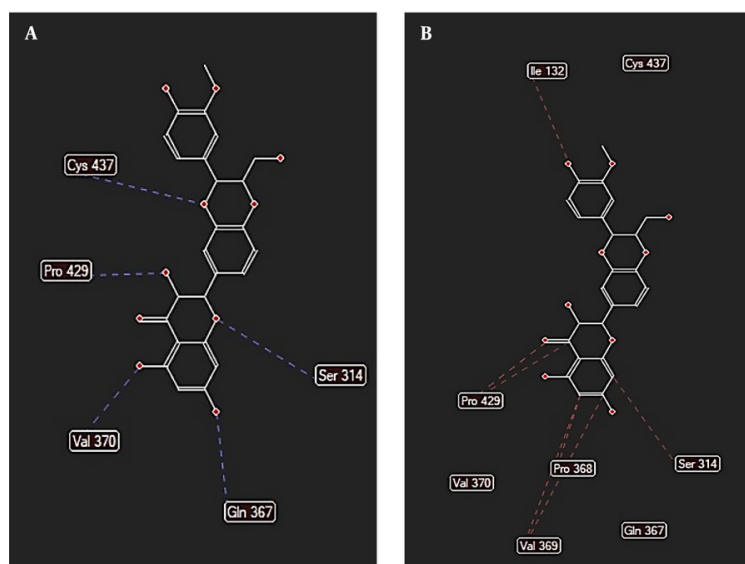 A
Cys 437
Pro 429
Ser 314
Val 370
Gln 367
B
Ile 132
Cys 437
Pro 429
Pro 368
Ser 314
Val 370
Gln 367
Val 369